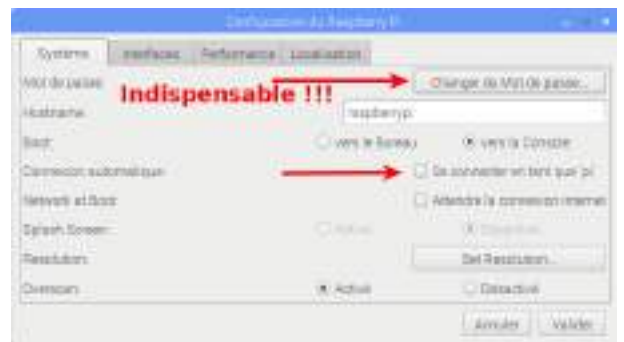 Configuration du Raspberry Pi
Système Interfaces Performance Localisation
Mot de passe: Changer de Mot de passe...
Indispensable !!!
Hostname: raspberrypi
Boot: vers le Bureau vers la Console
Connexion automatique: Se connecter en tant que 'pi'
Network at Boot: Attendre la connexion internet
Splash Screen: Activé Désactivé
Resolution: Set Resolution...
Overscan: Activé Désactivé
Annuler Valider